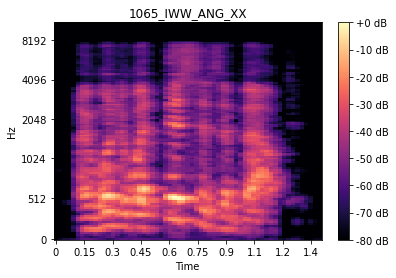 1065_IWW_ANG_XX
+0 dB
8192
-10 dB
4096
-20 dB
-30 dB
2048
Hz
-40 dB
1024
-50 dB
512
-60 dB
-70 dB
0
-80 dB
0 0.15 0.3 0.45 0.6 0.75 0.9 1.1 1.2 1.4
Time